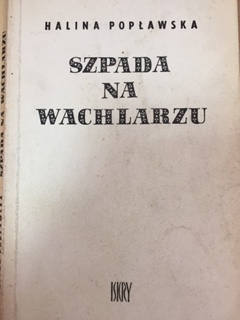 HALINA POPŁAWSKA
SZPADA
NA
WACHLARZU
ISKRY
SZPADA NA WACHLARZU